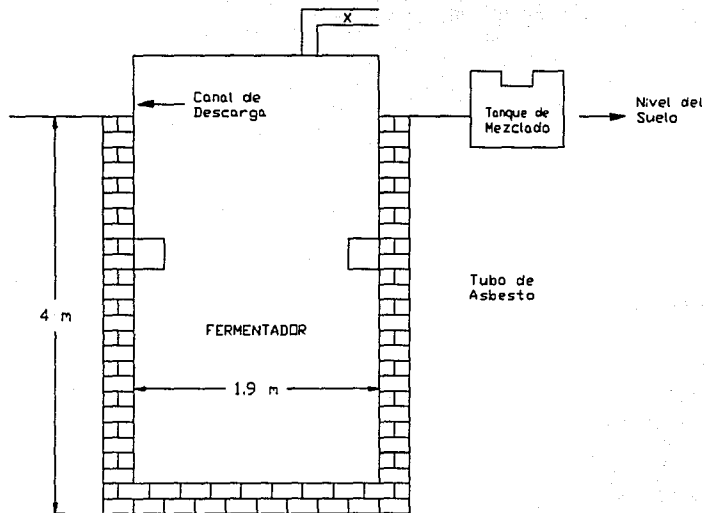 X
Canal de
Descarga
Tanque de
Mezclado
Nivel del
Suelo
Tubo de
Asbesto
4 m
FERMENTADOR
1.9 m